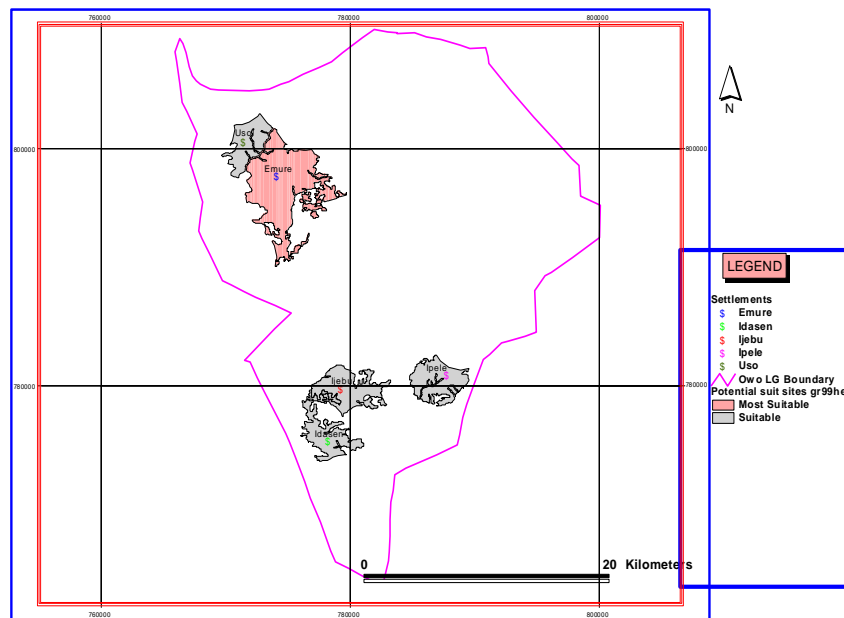 760000 780000 800000
N
800000 800000
Uso
$
Emure
$
LEGEND
Settlements
$ Emure
$ Idasen
$ Ijebu
$ Ipele
$ Uso
Owo LG Boundary
Potential suit sites gr99he
Most Suitable
Suitable
780000 780000
Ijebu
$
Ipele
$
Idasen
$
0 20 Kilometers
760000 780000 800000